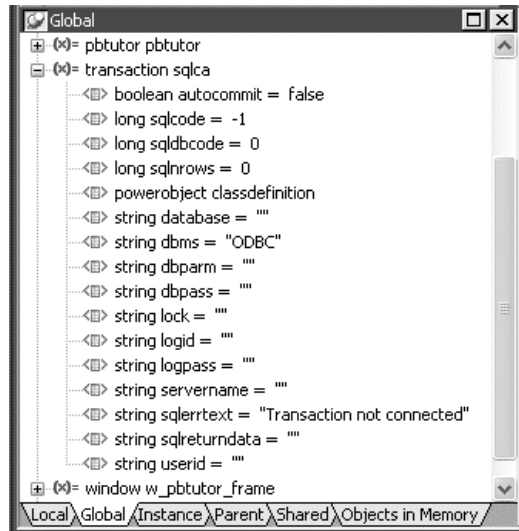 Global
(x)= pbtutor pbtutor
(x)= transaction sqlca
boolean autocommit = false
long sqlcode = -1
long sqldbcode = 0
long sqlnrows = 0
powerobject classdefinition
string database = ""
string dbms = "ODBC"
string dbparm = ""
string dbpass = ""
string lock = ""
string logid = ""
string logpass = ""
string servername = ""
string sqlerrtext = "Transaction not connected"
string sqlreturndata = ""
string userid = ""
(x)= window w_pbtutor_frame
Local Global Instance Parent Shared Objects in Memory